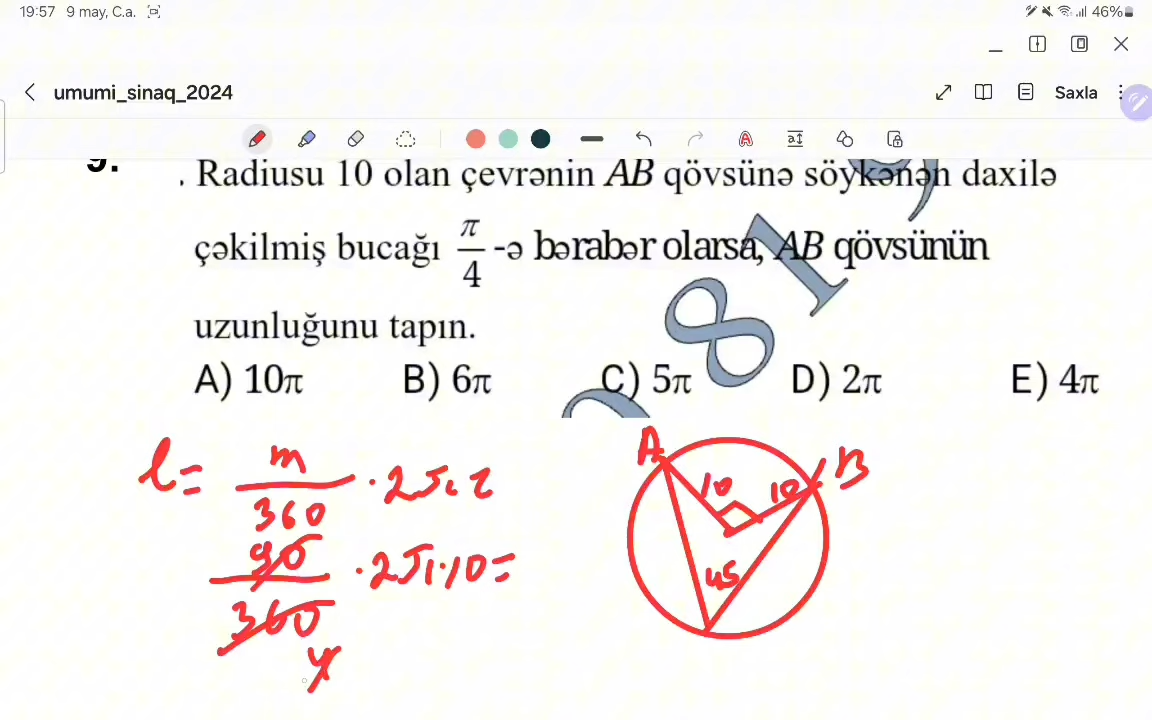 19:57 9 may, C.a. 46%
umumi_sinaq_2024 Saxla
9.
. Radiusu 10 olan çevrənin AB qövsünə söykənən daxilə
çəkilmiş bucağı π/4 -ə bərabər olarsa, AB qövsünün
uzunluğunu tapın.
A) 10π B) 6π C) 5π D) 2π E) 4π
l = m/360 · 2πr
90/360 · 2π·10 =
4
A B
10 10
45